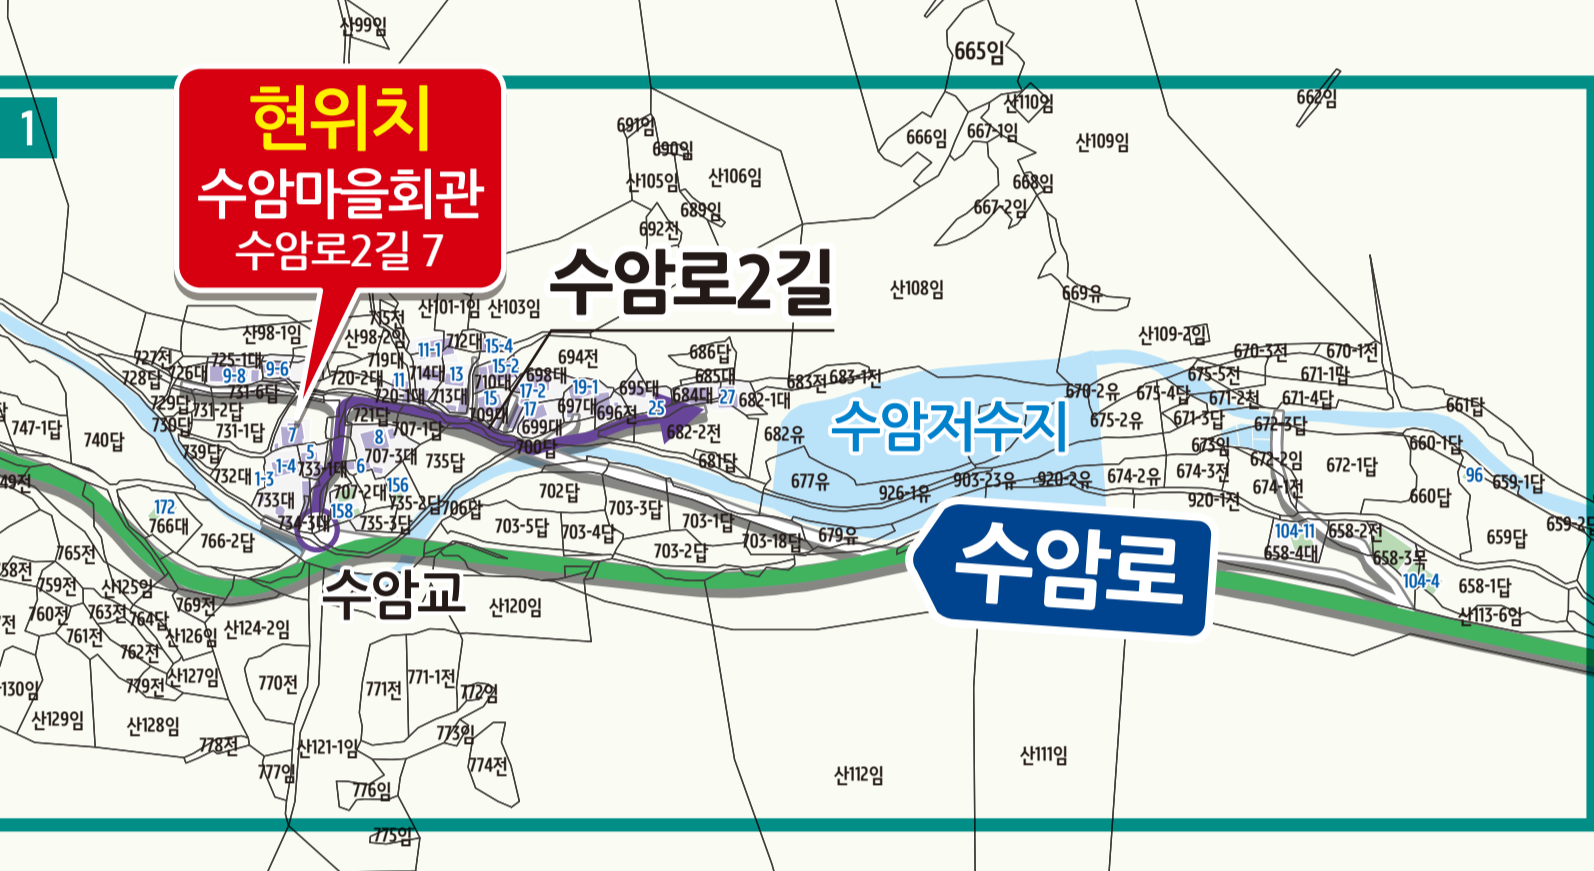 산99임
665임
1
현위치
수암마을회관
수암로2길 7
662임
산110임
691임
666임
667-1임
산109임
690임
산105임
산106임
668임
689임
667-2임
692전
수암로2길
산108임
669유
715전
산101-1임
산103임
산98-1임
산98-2임
712대
15-4
11-1
산109-2임
727전
725-1대
719대
694전
686답
670-3전
670-1전
728답
726대
9-8
9-6
720-2대
11
714대
13
15-2
698대
685대
683전
683-1전
675-5전
671-1답
731-6답
720-1대
713대
710대
15
17-2
19-1
695대
684대
27
682-1대
670-2유
675-4답
671-2천
671-4답
661답
729답
731-2답
721답
709대
17
697대
696전
25
675-2유
671-3답
672-3답
747-1답
730답
731-1답
7
707-1답
699대
682-2전
682유
수암저수지
740답
739답
5
8
700답
673임
660-1답
732대
1-3
1-4
733-1대
6
707-3대
735답
681답
677유
926-1유
903-23유
920-2유
674-2유
674-3전
672-2임
672-1답
96
49전
733대
707-2대
156
735-2답
706답
702답
703-3답
674-1전
920-1전
660답
659-1답
172
766대
734-3대
158
735-3답
703-5답
703-4답
703-1답
679유
104-11
658-2전
659-2답
766-2답
703-2답
703-18답
658-4대
658-3목
659답
765전
수암로
104-4
658-1답
58전
759전
산125임
수암교
760전
763전
764답
769전
산120임
산113-6임
전
761전
산126임
산124-2임
762전
산127임
779전
770전
771전
771-1전
772임
130임
산129임
산128임
778전
산121-1임
773임
777임
774전
산112임
산111임
776임
775임